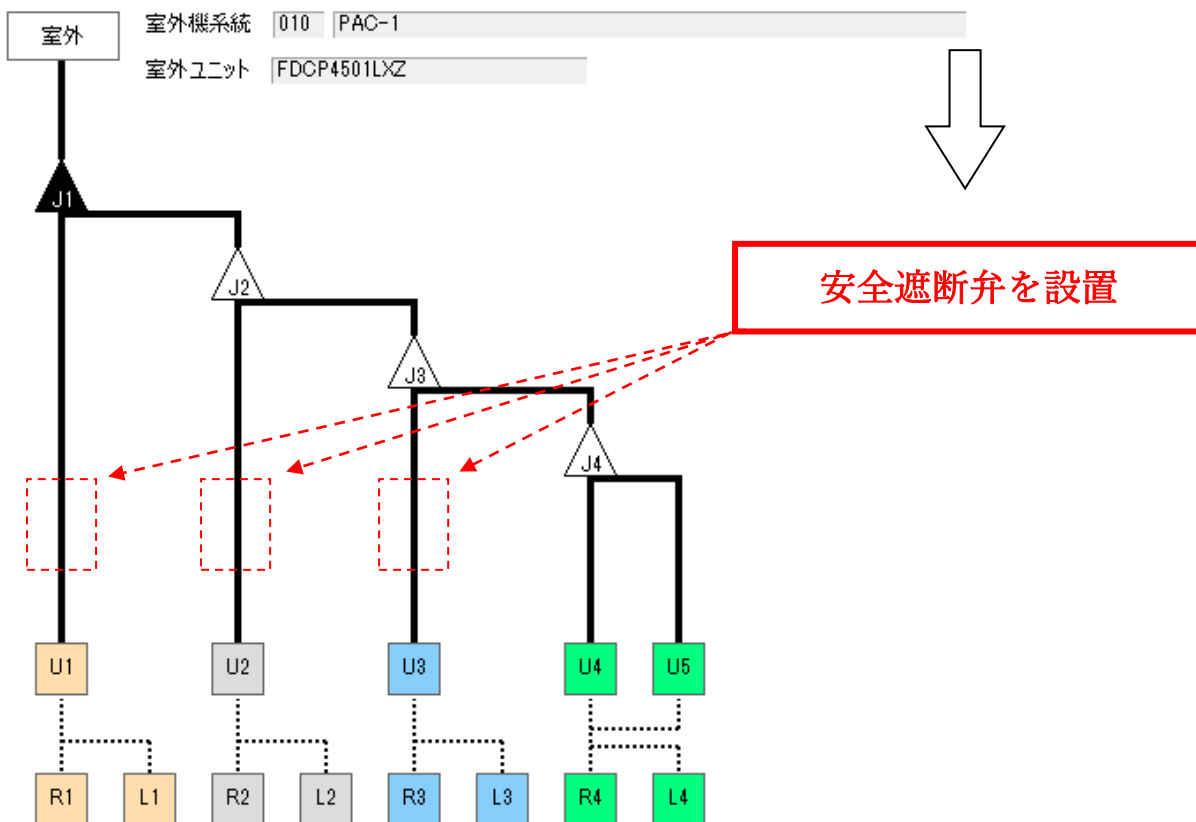 室外
室外機系統 010 PAC-1
室外ユニット FDCP4501LXZ
J1
J2
安全遮断弁を設置
J3
J4
U1 U2 U3 U4 U5
R1 L1 R2 L2 R3 L3 R4 L4